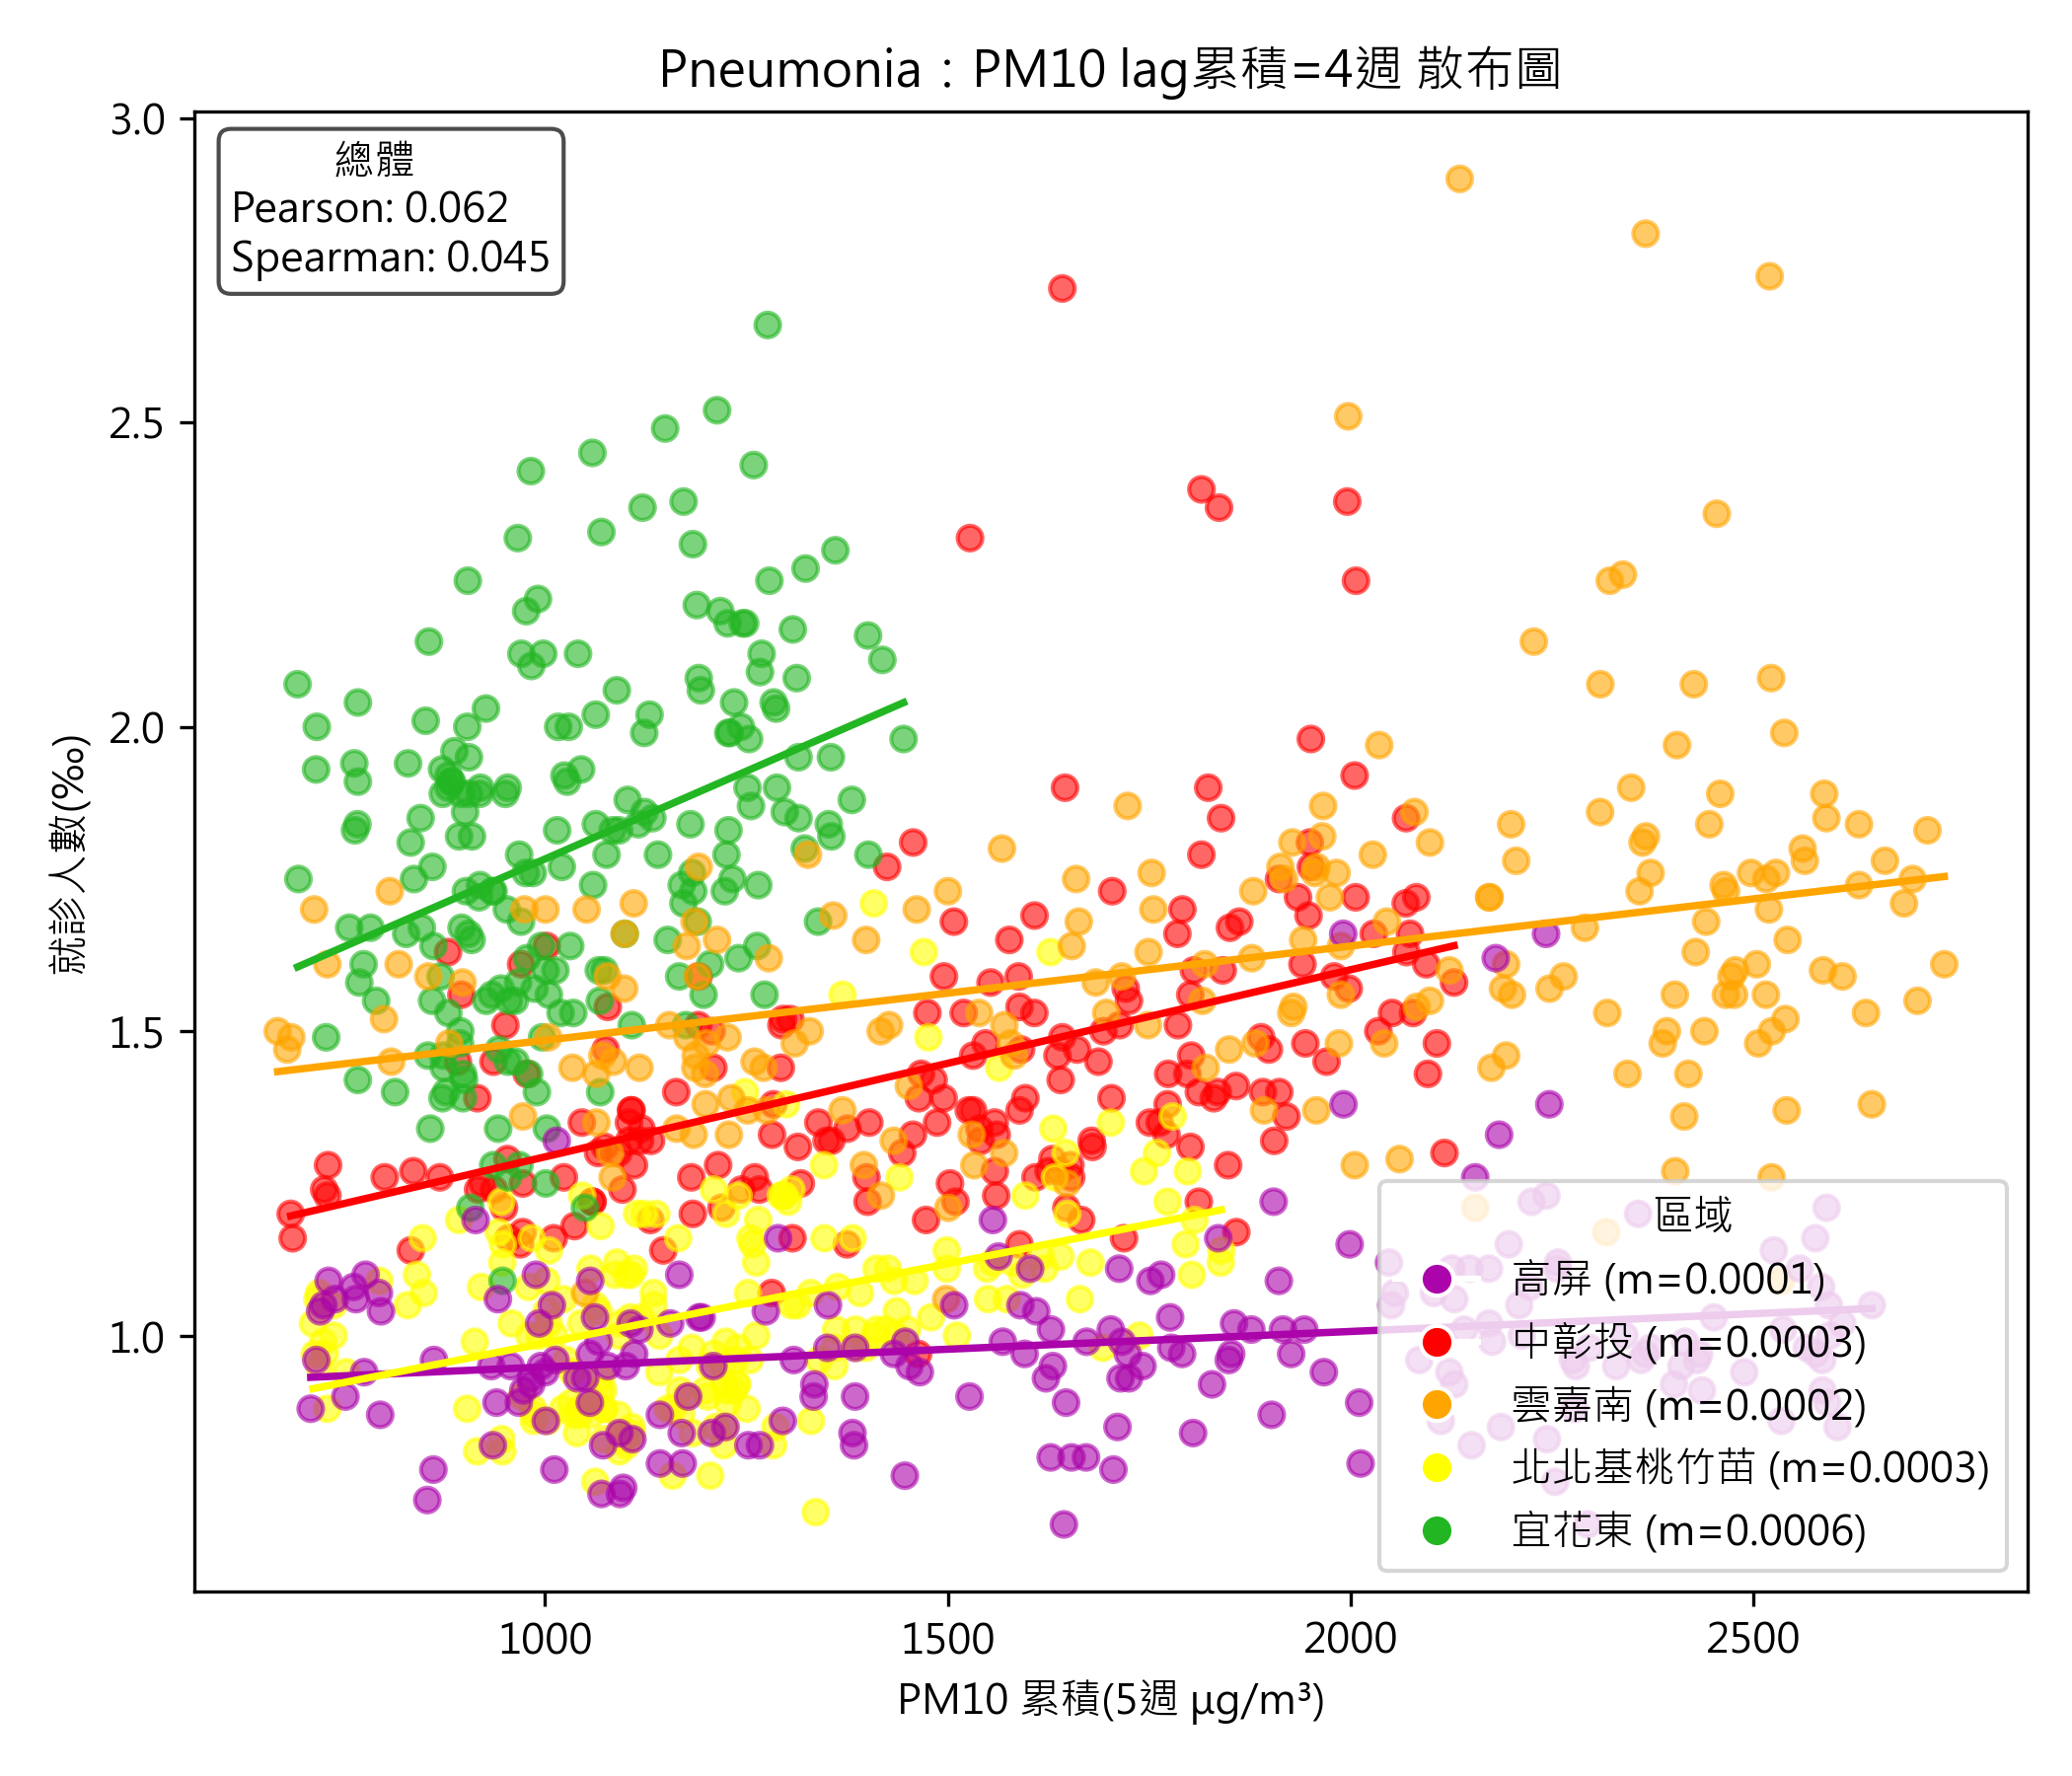 Pneumonia：PM10 lag累積=4週 散布圖
總體
Pearson: 0.062
Spearman: 0.045
3.0
2.5
2.0
1.5
1.0
就診人數(‰)
區域
高屏 (m=0.0001)
中彰投 (m=0.0003)
雲嘉南 (m=0.0002)
北北基桃竹苗 (m=0.0003)
宜花東 (m=0.0006)
1000 1500 2000 2500
PM10 累積(5週 µg/m³)